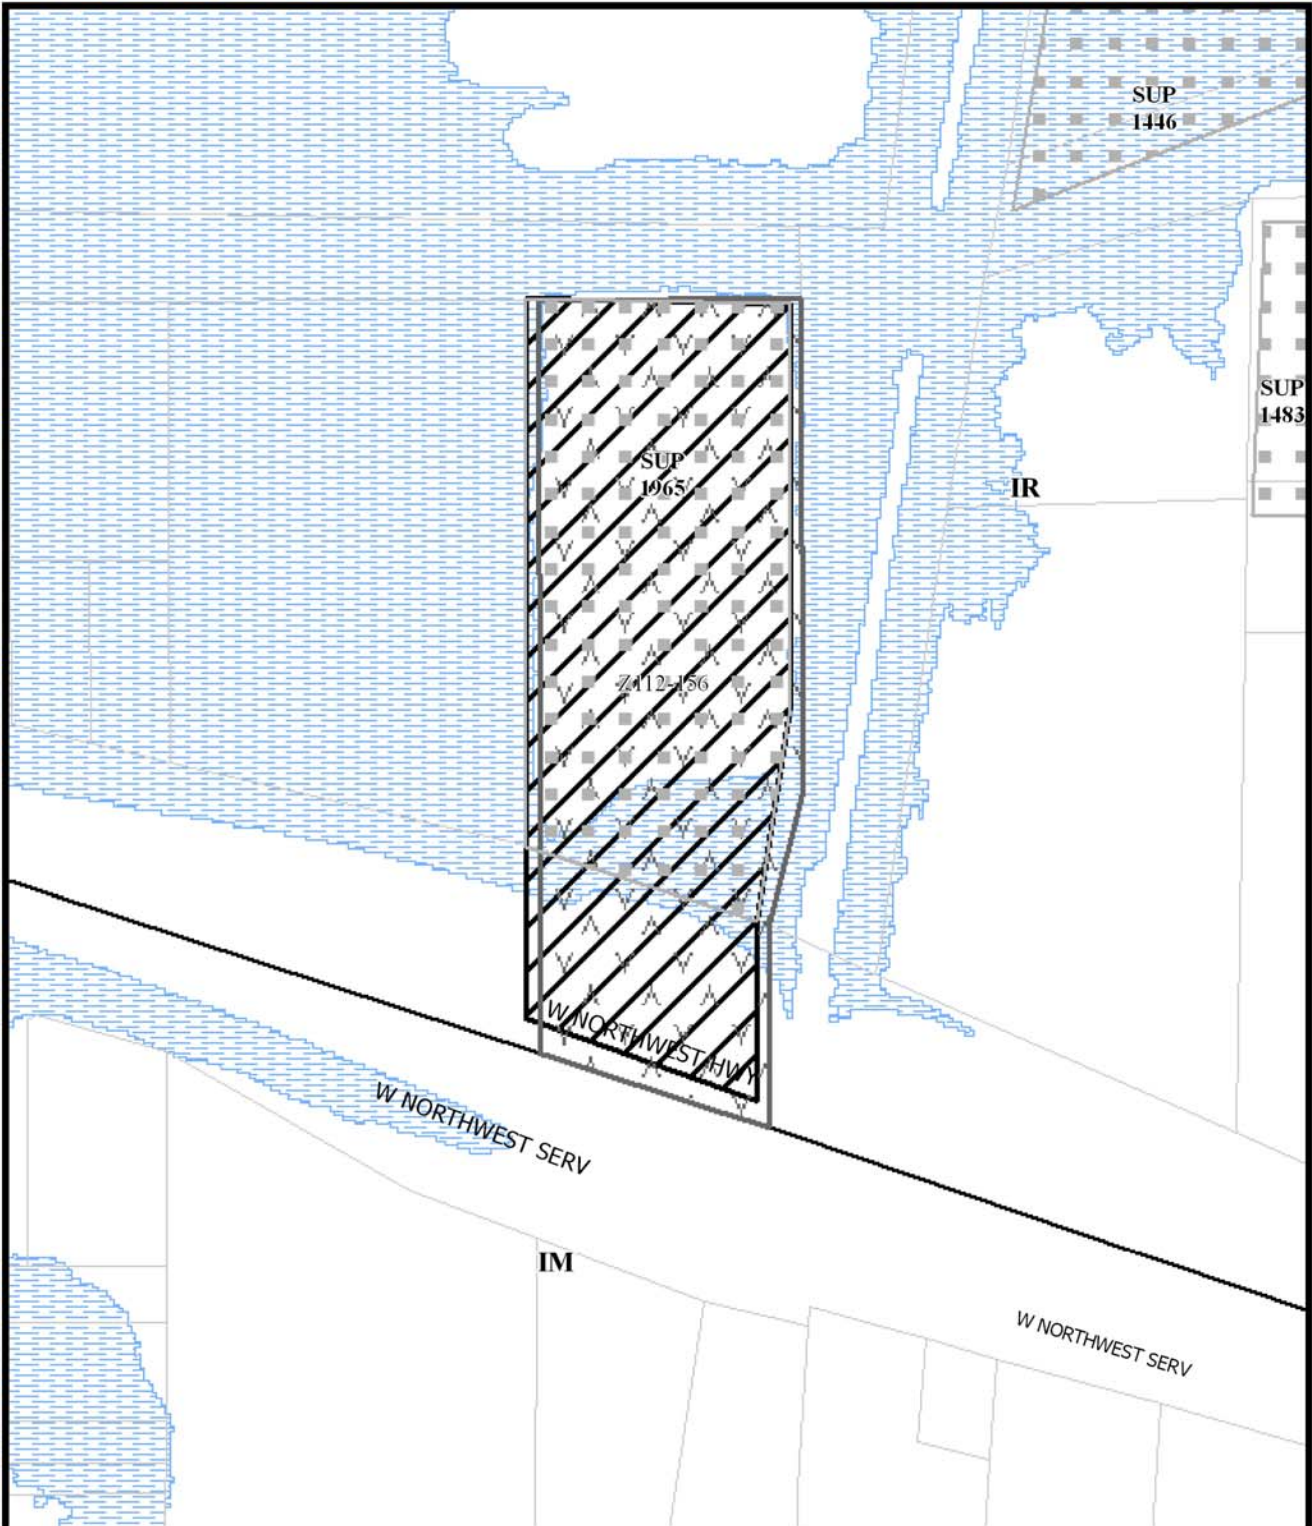 SUP
1446
SUP
1483
SUP
1965
IR
Z112-156
W NORTHWEST HWY
W NORTHWEST SERV
IM
W NORTHWEST SERV